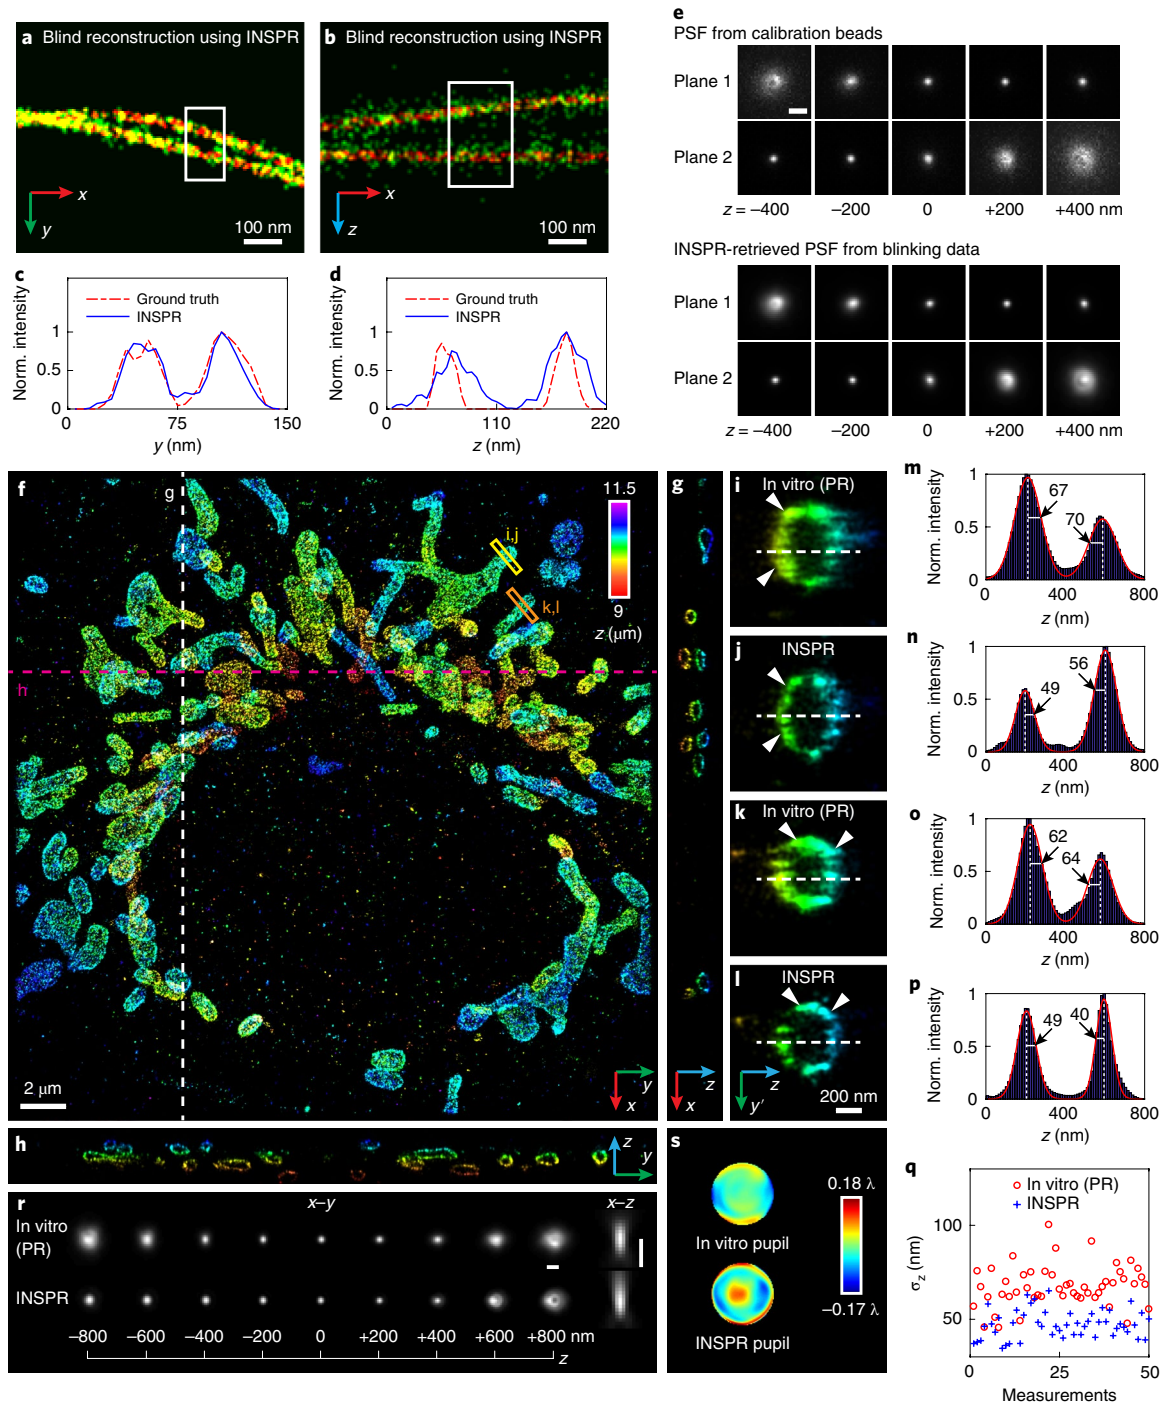 a Blind reconstruction using INSPR
x
y
100 nm
b Blind reconstruction using INSPR
x
z
100 nm
c
Ground truth
INSPR
Norm. intensity
1
0.5
0
0 75 150
y (nm)
d
Ground truth
INSPR
Norm. intensity
1
0.5
0
0 110 220
z (nm)
e
PSF from calibration beads
Plane 1
Plane 2
z = –400 –200 0 +200 +400 nm
INSPR-retrieved PSF from blinking data
Plane 1
Plane 2
z = –400 –200 0 +200 +400 nm
f
g
11.5
9
z (μm)
i,j
k,l
h
2 μm
y
x
g
z
x
i In vitro (PR)
j INSPR
k In vitro (PR)
l INSPR
z
y′
200 nm
m
Norm. intensity
1
0.5
0
67
70
0 400 800
z (nm)
n
Norm. intensity
1
0.5
0
49
56
0 400 800
z (nm)
o
Norm. intensity
1
0.5
0
62
64
0 400 800
z (nm)
p
Norm. intensity
1
0.5
0
49
40
0 400 800
z (nm)
h
z
y
r
x–y
x–z
In vitro
(PR)
INSPR
–800 –600 –400 –200 0 +200 +400 +600 +800 nm
z
s
In vitro pupil
INSPR pupil
0.18 λ
–0.17 λ
q
In vitro (PR)
INSPR
σz (nm)
100
50
0 25 50
Measurements